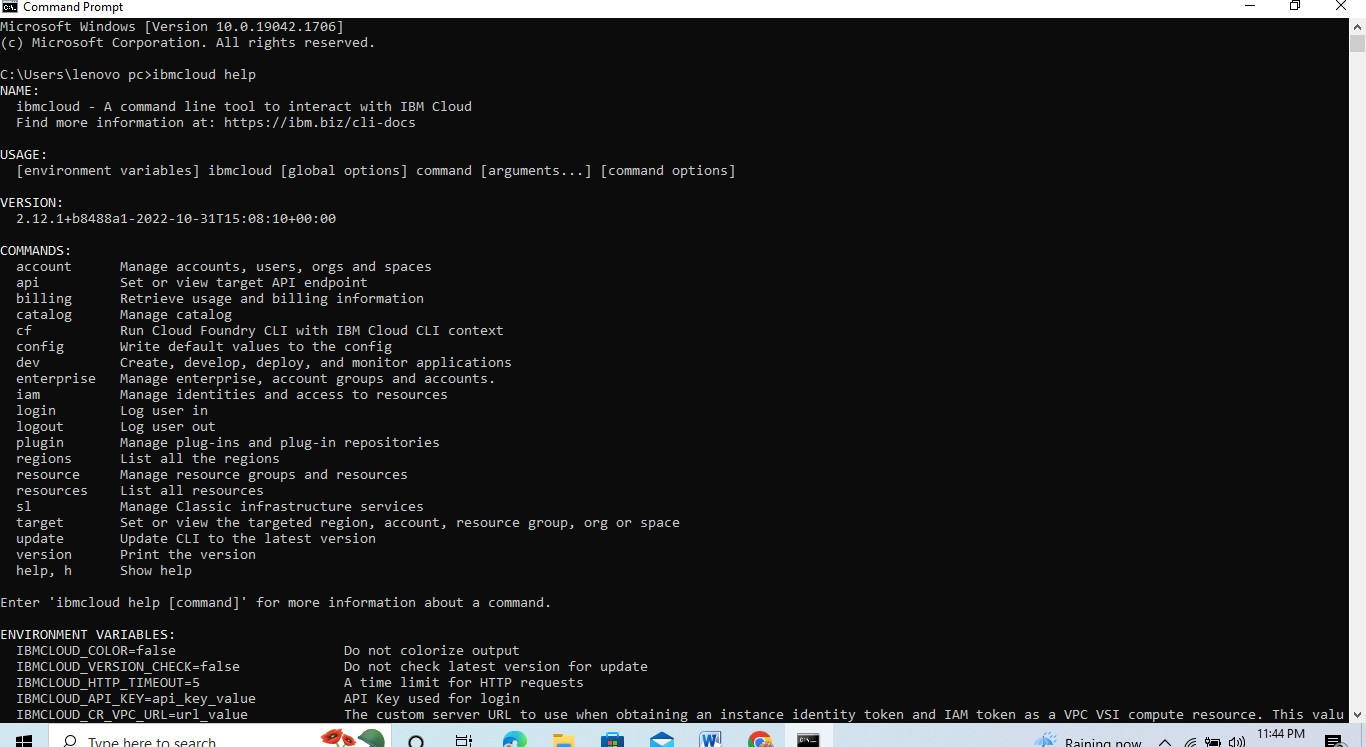 Command Prompt
Microsoft Windows [Version 10.0.19042.1706]
(c) Microsoft Corporation. All rights reserved.
C:\Users\lenovo pc>ibmcloud help
NAME:
ibmcloud - A command line tool to interact with IBM Cloud
Find more information at: https://ibm.biz/cli-docs
USAGE:
[environment variables] ibmcloud [global options] command [arguments...] [command options]
VERSION:
2.12.1+b8488a1-2022-10-31T15:08:10+00:00
COMMANDS:
account Manage accounts, users, orgs and spaces
api Set or view target API endpoint
billing Retrieve usage and billing information
catalog Manage catalog
cf Run Cloud Foundry CLI with IBM Cloud CLI context
config Write default values to the config
dev Create, develop, deploy, and monitor applications
enterprise Manage enterprise, account groups and accounts.
iam Manage identities and access to resources
login Log user in
logout Log user out
plugin Manage plug-ins and plug-in repositories
regions List all the regions
resource Manage resource groups and resources
resources List all resources
sl Manage Classic infrastructure services
target Set or view the targeted region, account, resource group, org or space
update Update CLI to the latest version
version Print the version
help, h Show help
Enter 'ibmcloud help [command]' for more information about a command.
ENVIRONMENT VARIABLES:
IBMCLOUD_COLOR=false Do not colorize output
IBMCLOUD_VERSION_CHECK=false Do not check latest version for update
IBMCLOUD_HTTP_TIMEOUT=5 A time limit for HTTP requests
IBMCLOUD_API_KEY=api_key_value API Key used for login
IBMCLOUD_CR_VPC_URL=url_value The custom server URL to use when obtaining an instance identity token and IAM token as a VPC VSI compute resource. This valu
Type here to search
Raining now
11:44 PM